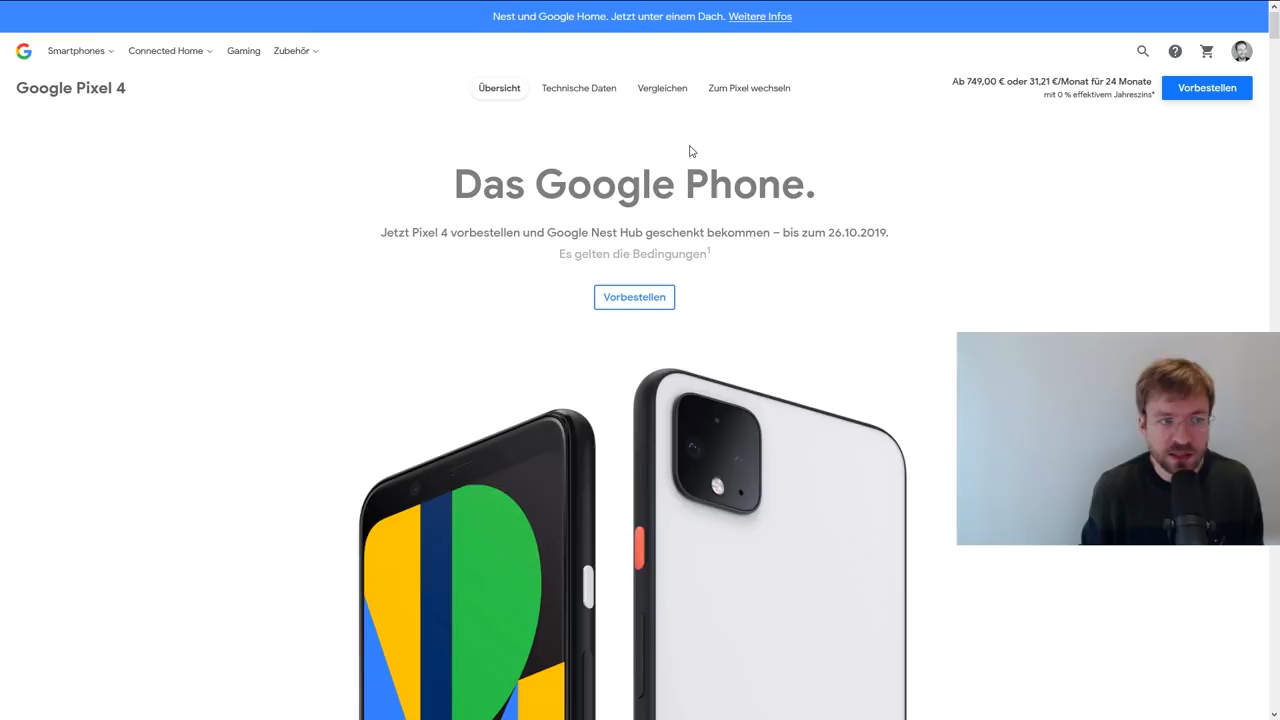 Nest und Google Home. Jetzt unter einem Dach. Weitere Infos
Smartphones
Connected Home
Gaming
Zubehör
Google Pixel 4
Übersicht
Technische Daten
Vergleichen
Zum Pixel wechseln
Ab 749,00 € oder 31,21 €/Monat für 24 Monate
mit 0 % effektivem Jahreszins*
Vorbestellen
Das Google Phone.
Jetzt Pixel 4 vorbestellen und Google Nest Hub geschenkt bekommen – bis zum 26.10.2019.
Es gelten die Bedingungen¹
Vorbestellen